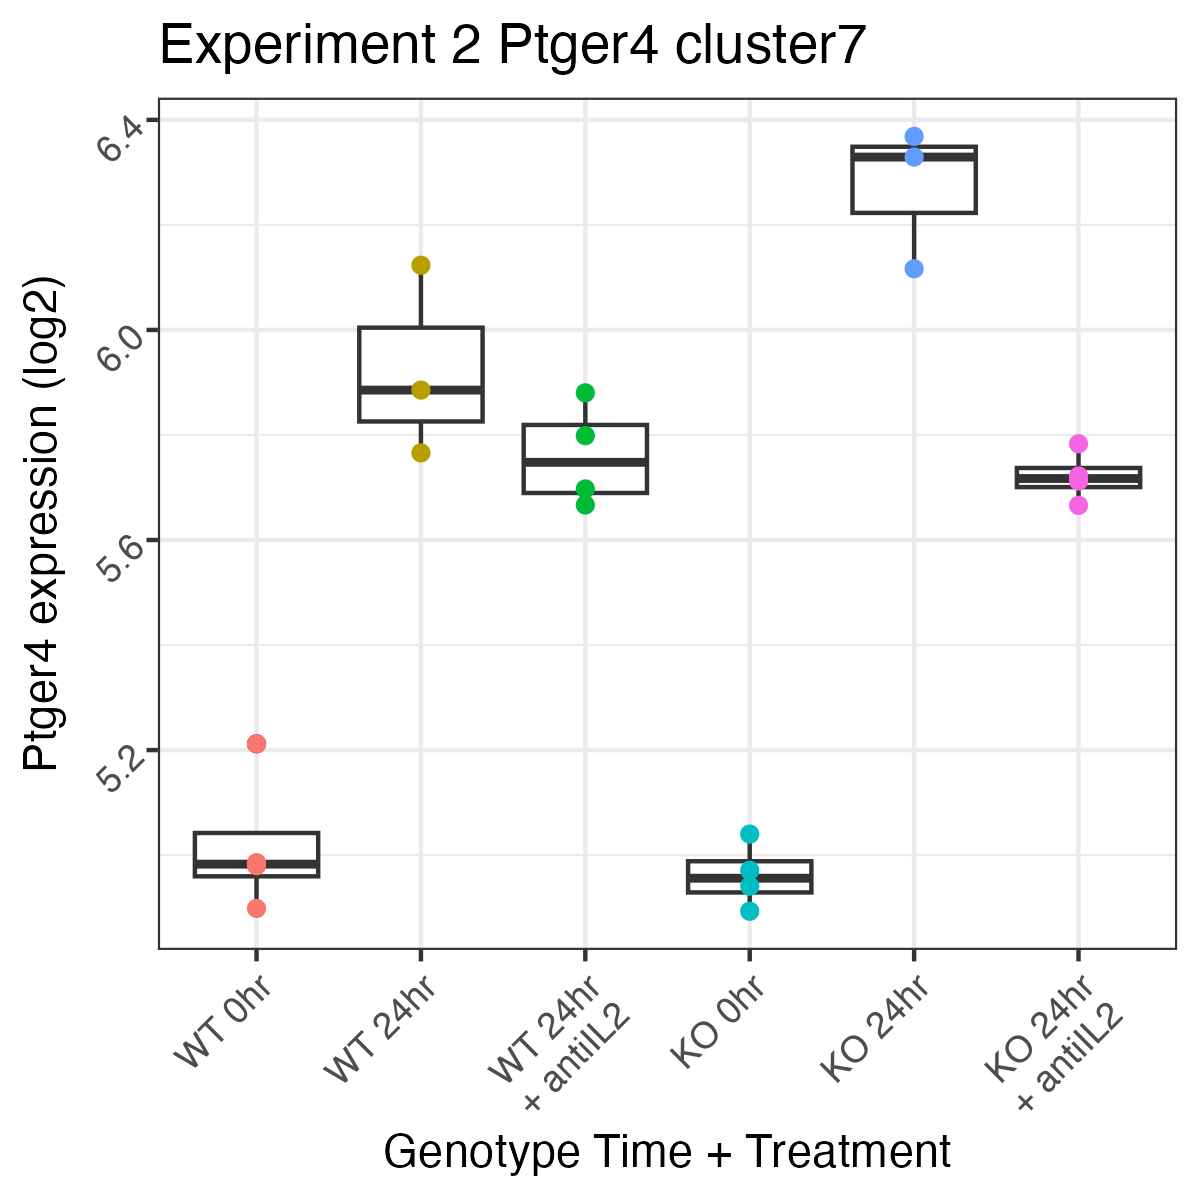 Experiment 2 Ptger4 cluster7
Ptger4 expression (log2)
6.4
6.0
5.6
5.2
WT 0hr
WT 24hr
WT 24hr
+ antiIL2
KO 0hr
KO 24hr
KO 24hr
+ antiIL2
Genotype Time + Treatment